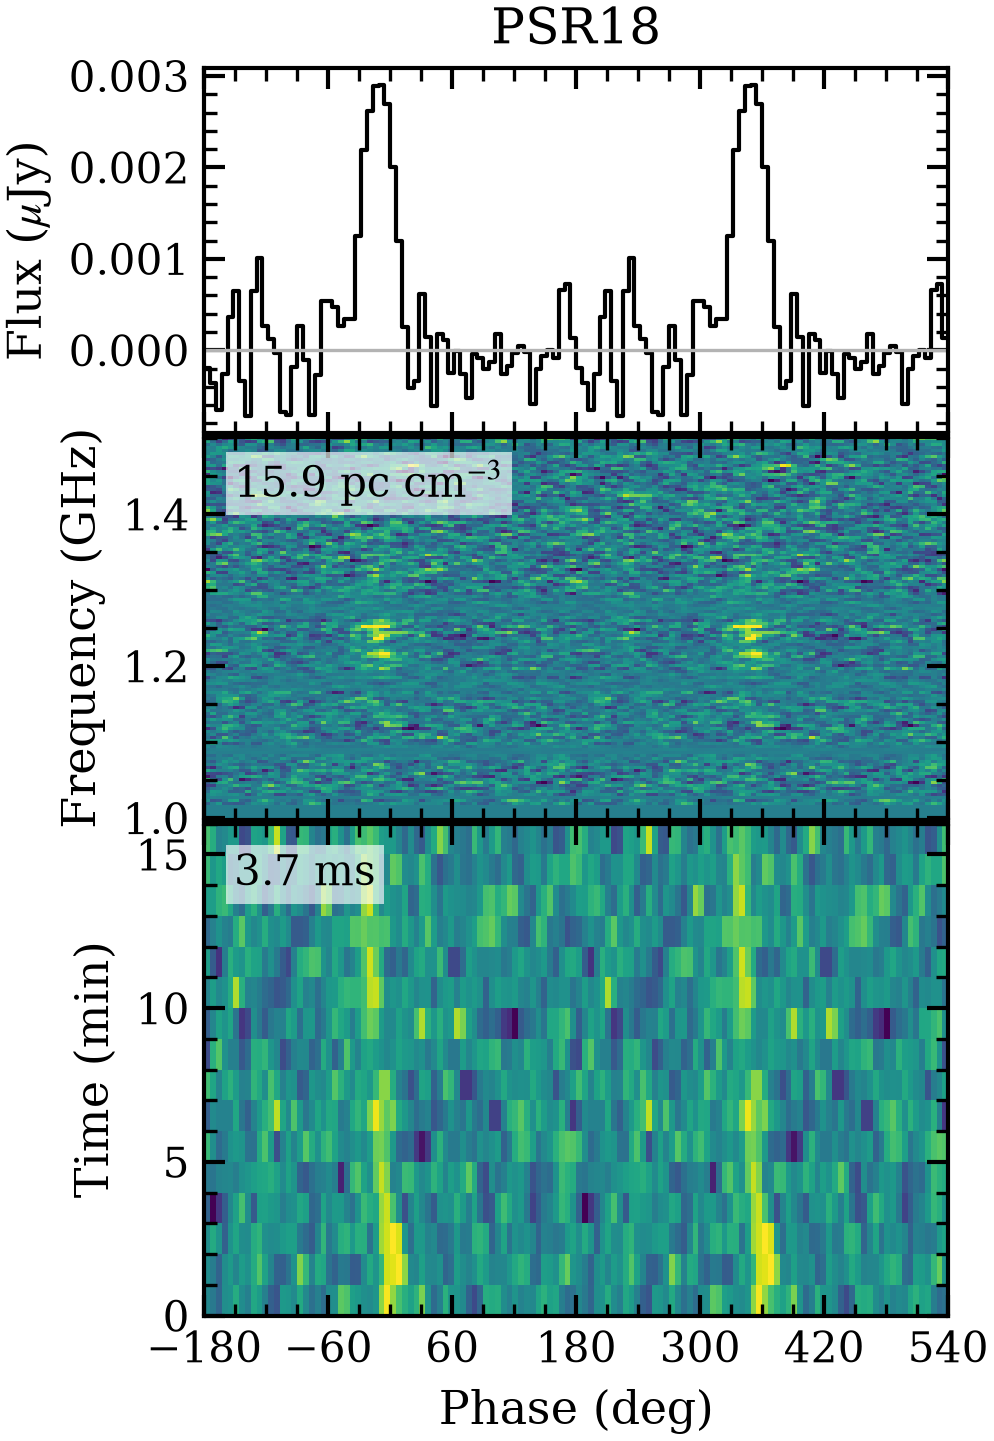 PSR18
0.003
0.002
0.001
0.000
Flux (μJy)
15.9 pc cm⁻³
1.4
1.2
1.0
Frequency (GHz)
3.7 ms
15
10
5
0
Time (min)
−180 −60 60 180 300 420 540
Phase (deg)